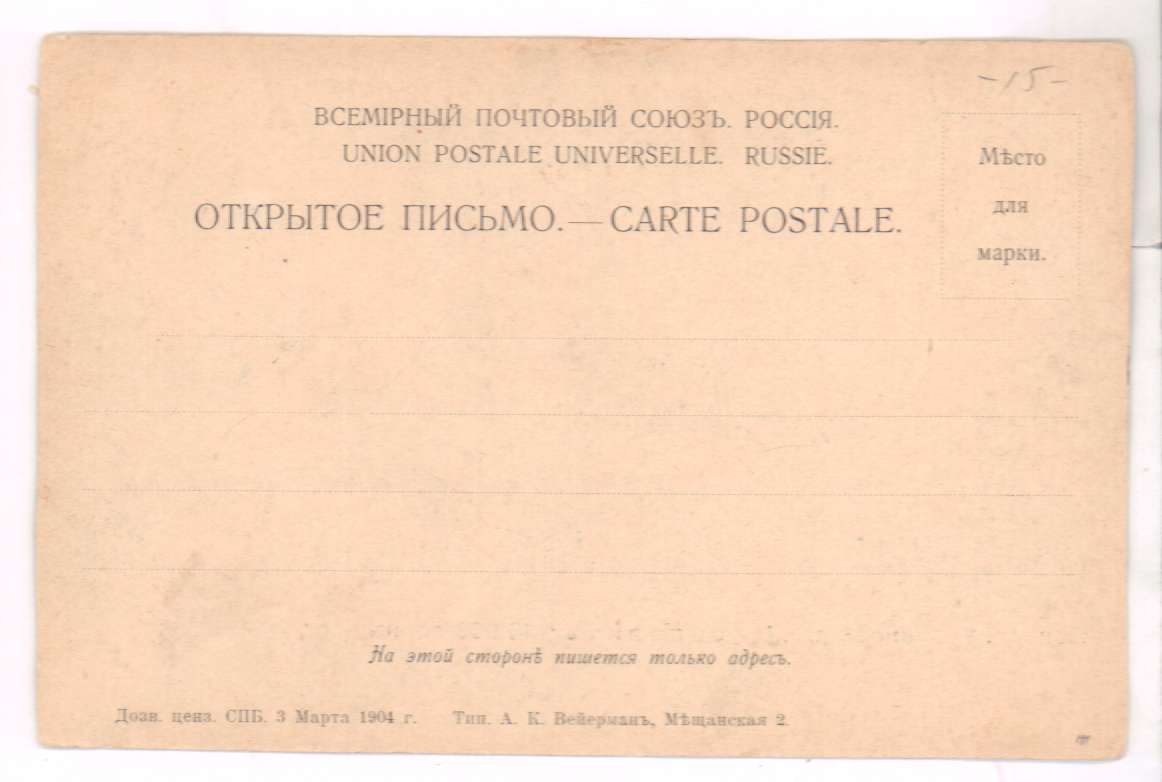 -15-
ВСЕМІРНЫЙ ПОЧТОВЫЙ СОЮЗЪ. РОССІЯ.
UNION POSTALE UNIVERSELLE. RUSSIE.
ОТКРЫТОЕ ПИСЬМО. — CARTE POSTALE.
Мѣсто
для
марки.
На этой сторонѣ пишется только адресъ.
Дозв. ценз. СПБ. 3 Марта 1904 г. Тип. А. К. Вейерманъ, Мѣщанская 2.